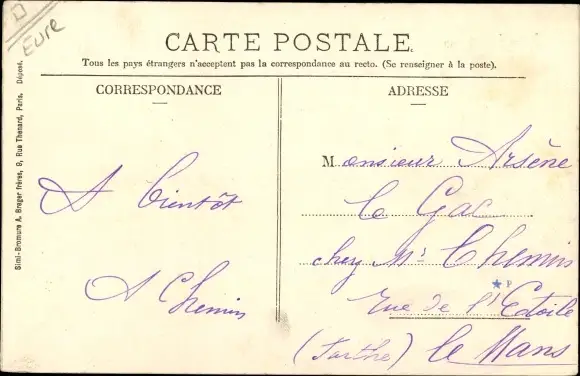 Eure
CARTE POSTALE.
Tous les pays étrangers n'acceptent pas la correspondance au recto. (Se renseigner à la poste).
CORRESPONDANCE
A bientôt
A Chemin
ADRESSE
Monsieur Arsène
le Gac
chez Mr Chemin
Rue de l'Etoile
(Sarthe) le Mans
P
Simi-Bromure A. Breger frères, 9, Rue Thenard, Paris. Déposé.